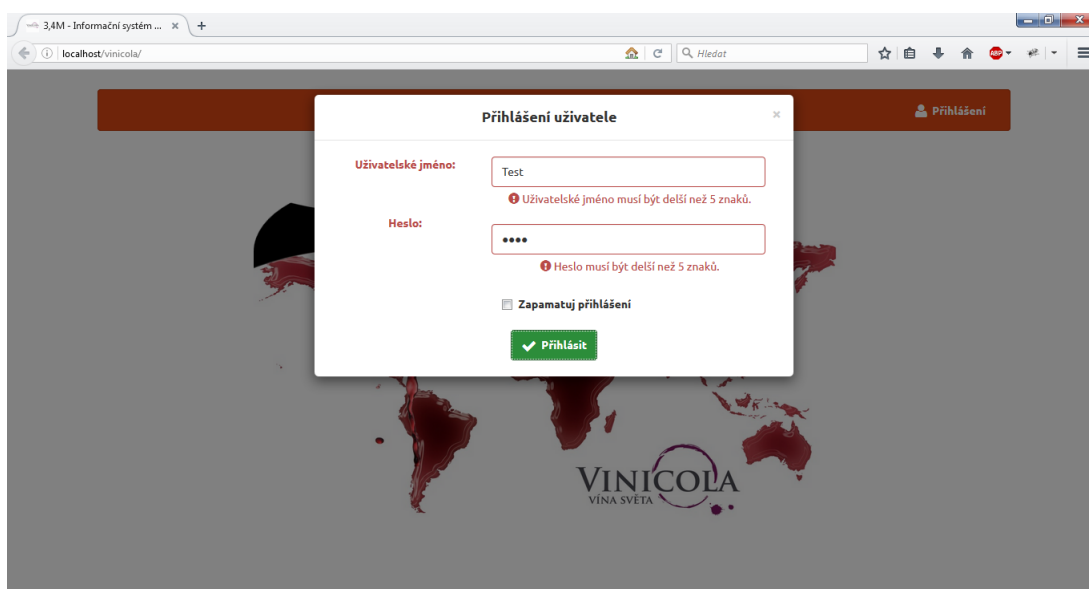 3,4M - Informační systém ...
localhost/vinicola/
Hledat
ABP
Přihlášení
Přihlášení uživatele
Uživatelské jméno:
Test
Uživatelské jméno musí být delší než 5 znaků.
Heslo:
••••
Heslo musí být delší než 5 znaků.
Zapamatuj přihlášení
Přihlásit
VINICOLA
VÍNA SVĚTA